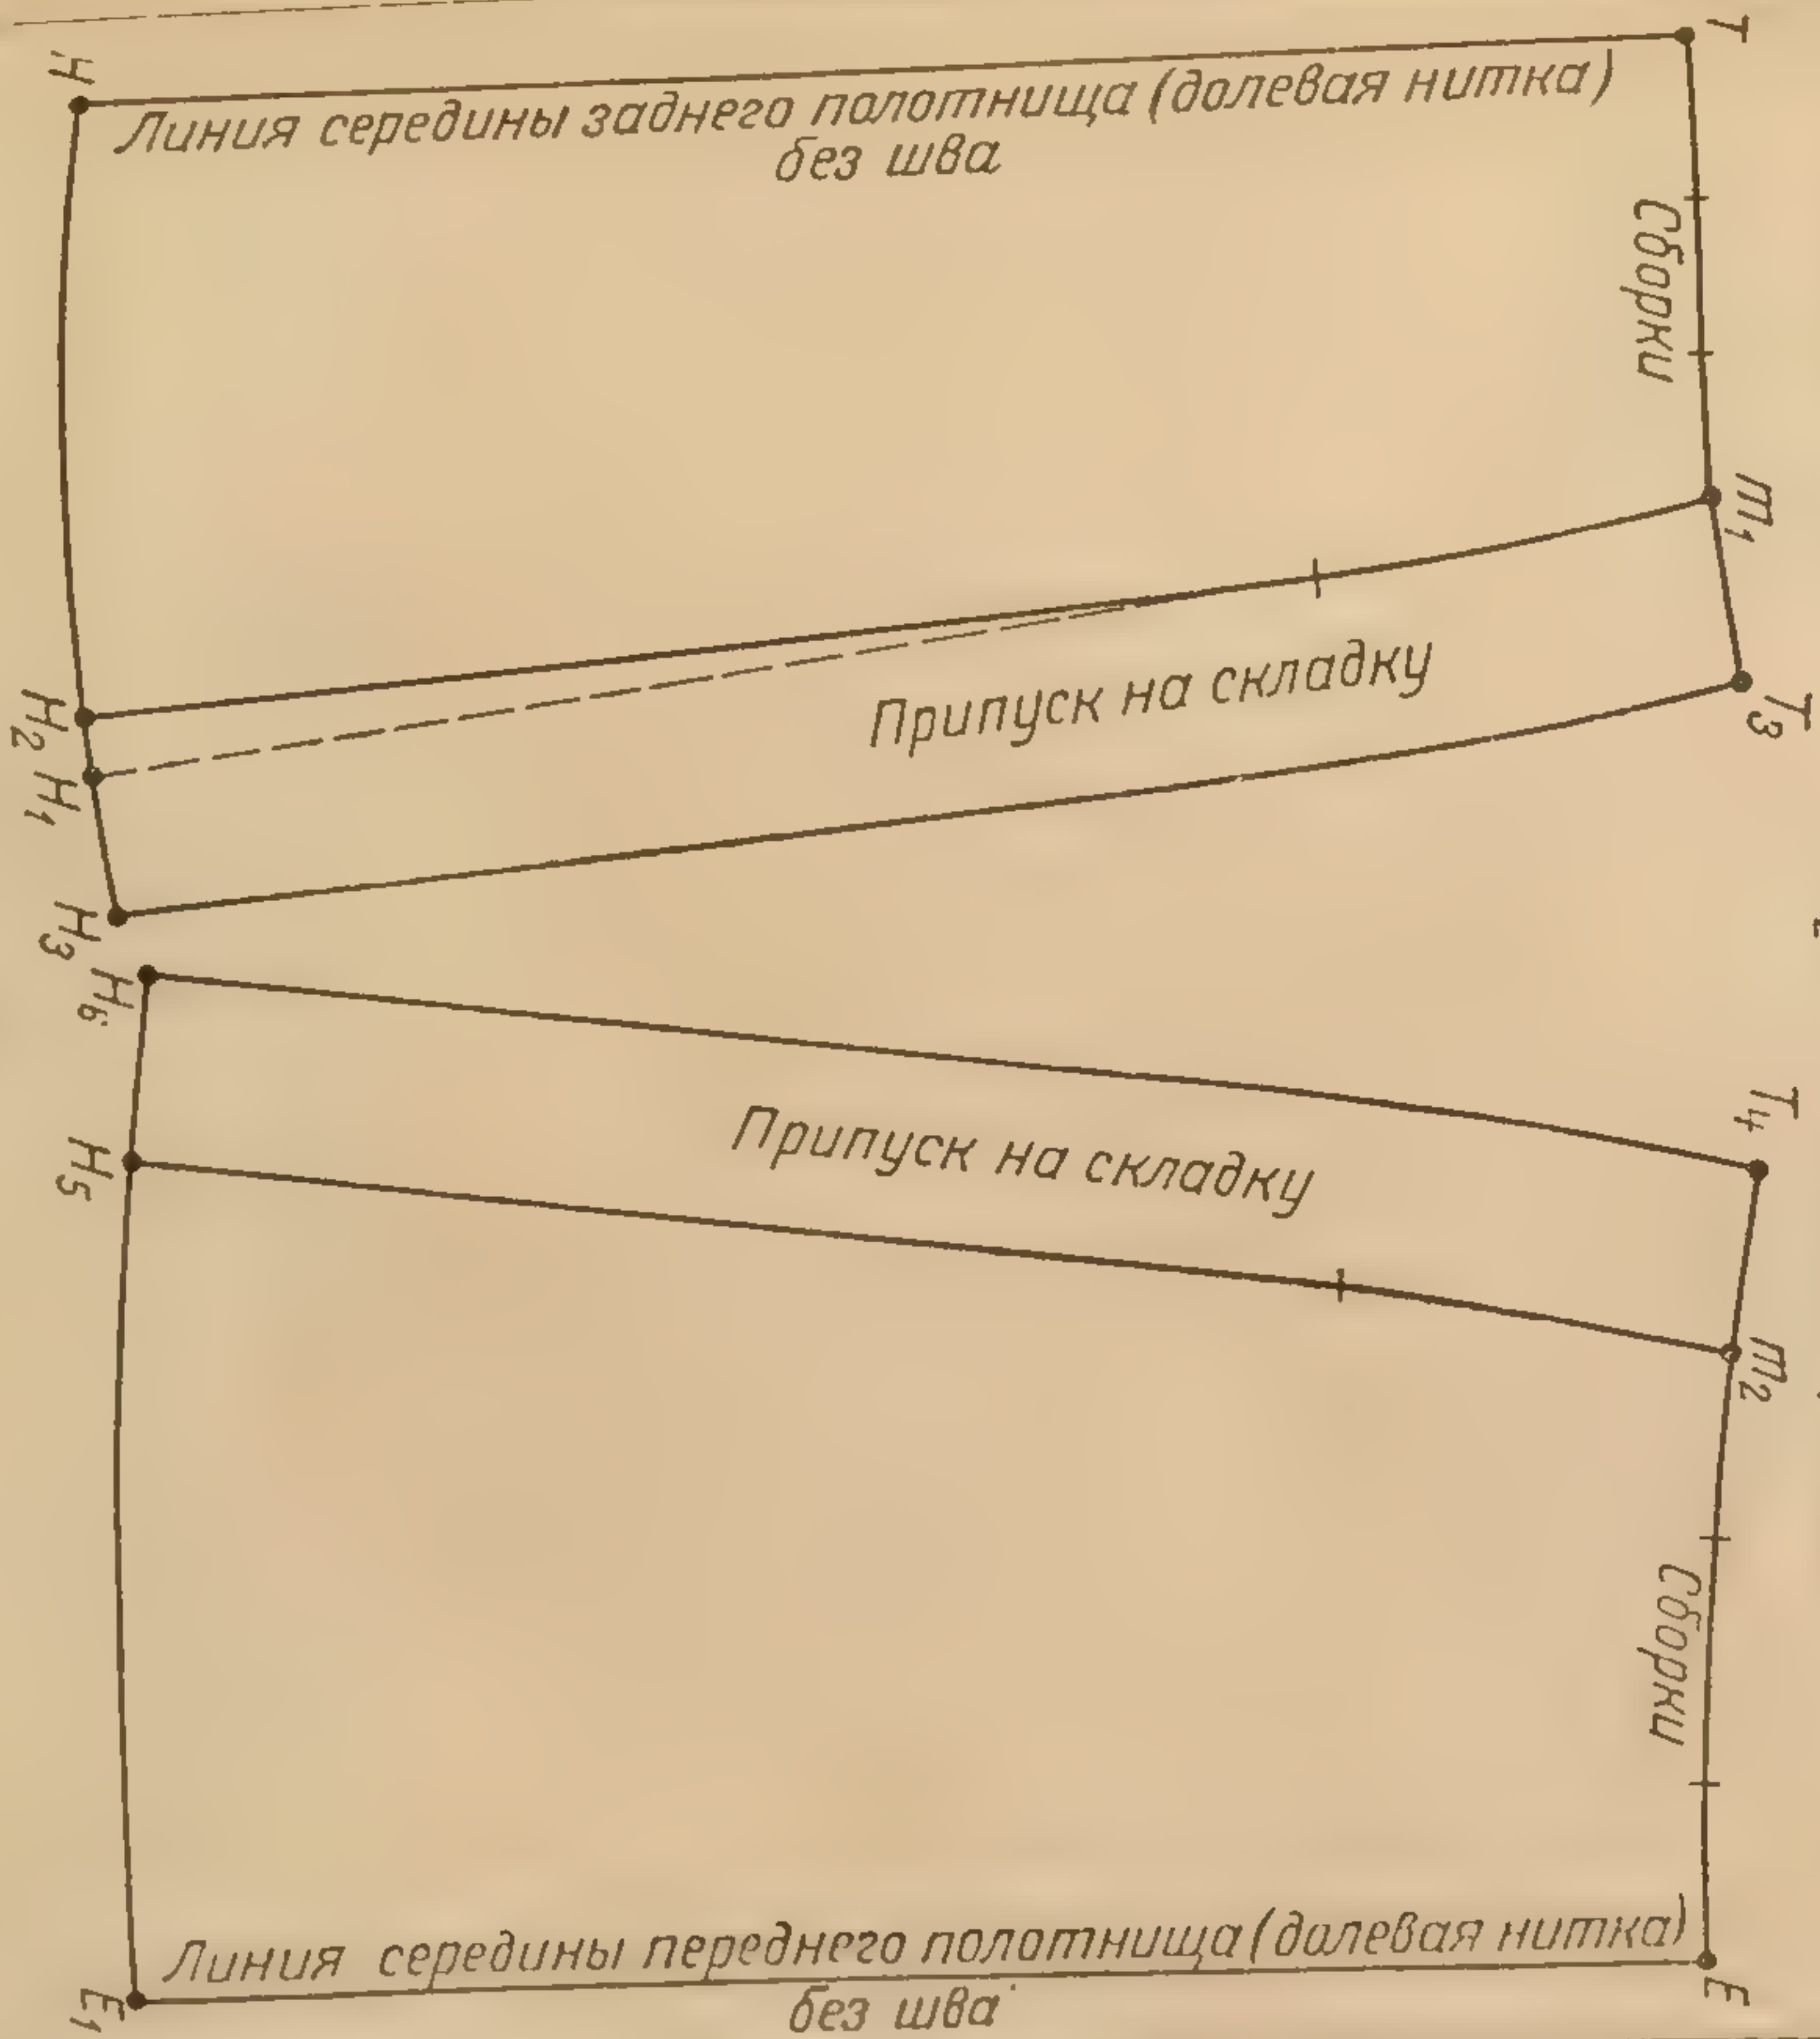 Т
Н
Линия середины заднего полотнища (долевая нитка)
без шва
Сборки
т1
Припуск на складку
Т3
Н2
Н1
Н3
Н6
Т4
Припуск на складку
Н5
т2
Сборки
Линия середины переднего полотнища (долевая нитка)
без шва
Е1
Е